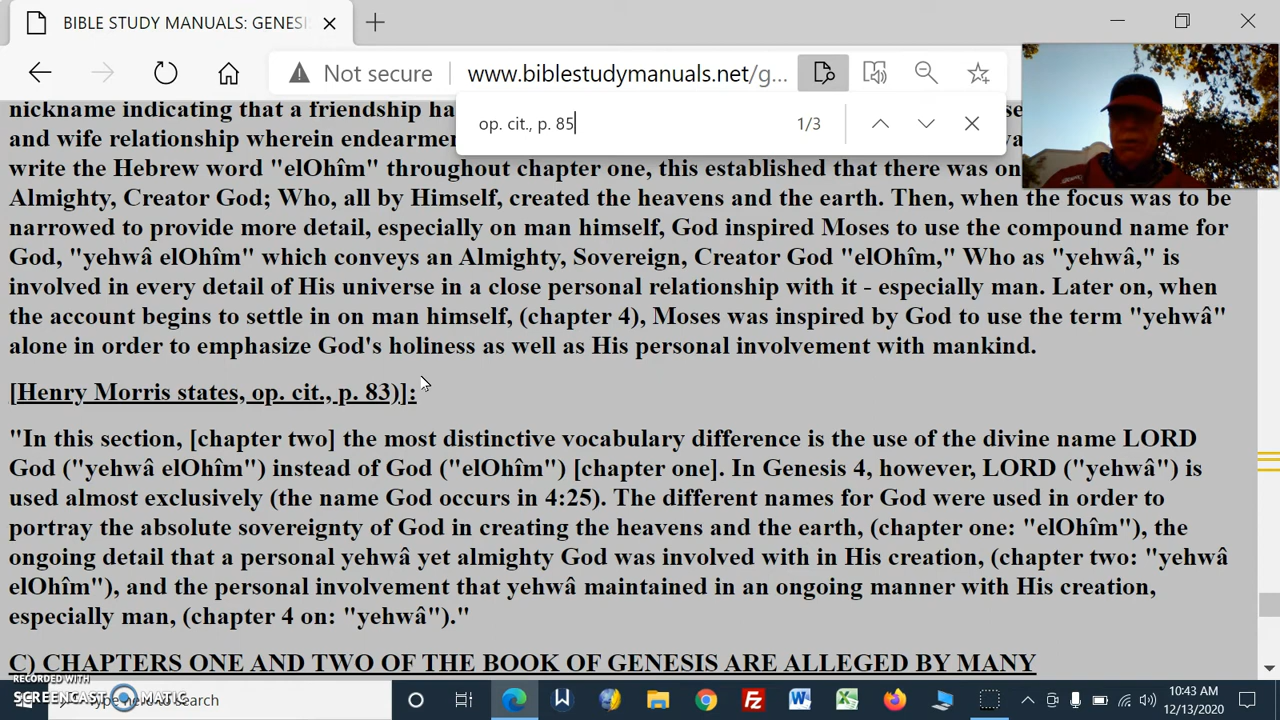 BIBLE STUDY MANUALS: GENESIS
Not secure
www.biblestudymanuals.net/g...
op. cit., p. 85
1/3
nickname indicating that a friendship ha
se
and wife relationship wherein endearmen
va
write the Hebrew word "elOhîm" throughout chapter one, this established that there was on
Almighty, Creator God; Who, all by Himself, created the heavens and the earth. Then, when the focus was to be
narrowed to provide more detail, especially on man himself, God inspired Moses to use the compound name for
God, "yehwâ elOhîm" which conveys an Almighty, Sovereign, Creator God "elOhîm," Who as "yehwâ," is
involved in every detail of His universe in a close personal relationship with it - especially man. Later on, when
the account begins to settle in on man himself, (chapter 4), Moses was inspired by God to use the term "yehwâ"
alone in order to emphasize God's holiness as well as His personal involvement with mankind.
[Henry Morris states, op. cit., p. 83)]:
"In this section, [chapter two] the most distinctive vocabulary difference is the use of the divine name LORD
God ("yehwâ elOhîm") instead of God ("elOhîm") [chapter one]. In Genesis 4, however, LORD ("yehwâ") is
used almost exclusively (the name God occurs in 4:25). The different names for God were used in order to
portray the absolute sovereignty of God in creating the heavens and the earth, (chapter one: "elOhîm"), the
ongoing detail that a personal yehwâ yet almighty God was involved with in His creation, (chapter two: "yehwâ
elOhîm"), and the personal involvement that yehwâ maintained in an ongoing manner with His creation,
especially man, (chapter 4 on: "yehwâ")."
C) CHAPTERS ONE AND TWO OF THE BOOK OF GENESIS ARE ALLEGED BY MANY
RECORDED WITH
SCREENCAST MATIC
Type here to search
10:43 AM
12/13/2020